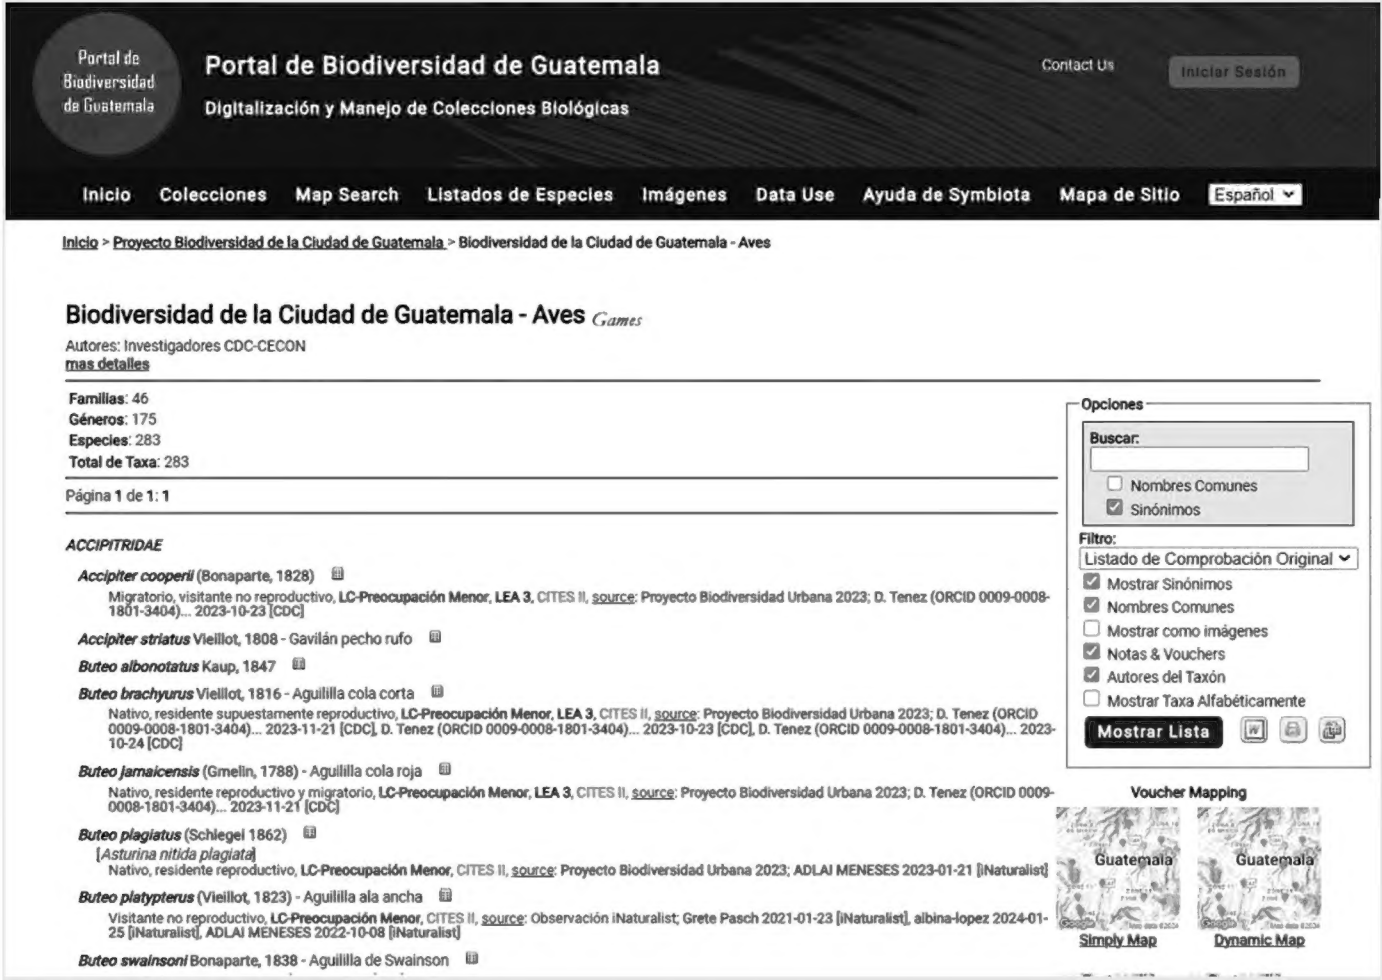 Portal de
Biodiversidad
de Guatemala
Portal de Biodiversidad de Guatemala
Digitalización y Manejo de Colecciones Biológicas
Contact Us
Iniciar Sesión
Inicio Colecciones Map Search Listados de Especies Imágenes Data Use Ayuda de Symbiota Mapa de Sitio Español
Inicio > Proyecto Biodiversidad de la Ciudad de Guatemala > Biodiversidad de la Ciudad de Guatemala - Aves
Biodiversidad de la Ciudad de Guatemala - Aves Games
Autores: Investigadores CDC-CECON
mas detalles
Familias: 46
Géneros: 175
Especies: 283
Total de Taxa: 283
Página 1 de 1: 1
ACCIPITRIDAE
Accipiter cooperii (Bonaparte, 1828)
Migratorio, visitante no reproductivo, LC-Preocupación Menor, LEA 3, CITES II, source: Proyecto Biodiversidad Urbana 2023; D. Tenez (ORCID 0009-0008-
1801-3404)... 2023-10-23 [CDC]
Accipiter striatus Vieillot, 1808 - Gavilán pecho rufo
Buteo albonotatus Kaup, 1847
Buteo brachyurus Vieillot, 1816 - Aguililla cola corta
Nativo, residente supuestamente reproductivo, LC-Preocupación Menor, LEA 3, CITES II, source: Proyecto Biodiversidad Urbana 2023; D. Tenez (ORCID
0009-0008-1801-3404)... 2023-11-21 [CDC], D. Tenez (ORCID 0009-0008-1801-3404)... 2023-10-23 [CDC], D. Tenez (ORCID 0009-0008-1801-3404)... 2023-
10-24 [CDC]
Buteo jamaicensis (Gmelin, 1788) - Aguililla cola roja
Nativo, residente reproductivo y migratorio, LC-Preocupación Menor, LEA 3, CITES II, source: Proyecto Biodiversidad Urbana 2023; D. Tenez (ORCID 0009-
0008-1801-3404)... 2023-11-21 [CDC]
Buteo plagiatus (Schlegel 1862)
[Asturina nitida plagiata]
Nativo, residente reproductivo, LC-Preocupación Menor, CITES II, source: Proyecto Biodiversidad Urbana 2023; ADLAI MENESES 2023-01-21 [iNaturalist]
Buteo platypterus (Vieillot, 1823) - Aguililla ala ancha
Visitante no reproductivo, LC-Preocupación Menor, CITES II, source: Observación iNaturalist; Grete Pasch 2021-01-23 [iNaturalist], albina-lopez 2024-01-
25 [iNaturalist], ADLAI MENESES 2022-10-08 [iNaturalist]
Buteo swainsoni Bonaparte, 1838 - Aguililla de Swainson
Opciones
Buscar:
Nombres Comunes
Sinónimos
Filtro:
Listado de Comprobación Original
Mostrar Sinónimos
Nombres Comunes
Mostrar como imágenes
Notas & Vouchers
Autores del Taxón
Mostrar Taxa Alfabéticamente
Mostrar Lista
Voucher Mapping
Guatemala
Google
Simply Map
Guatemala
Google
Dynamic Map